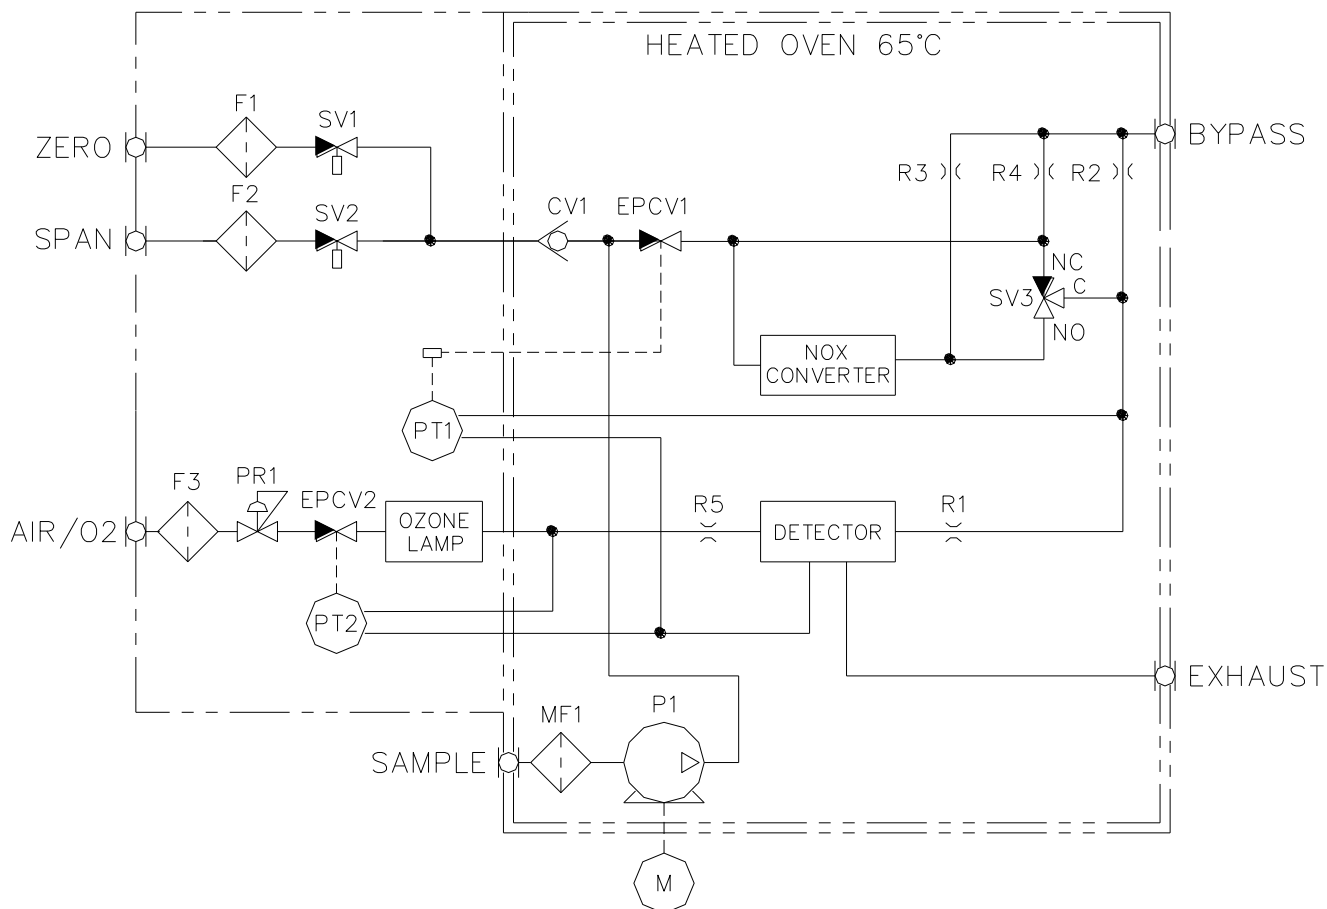 HEATED OVEN 65°C
F1
SV1
ZERO
BYPASS
R3
R4
R2
F2
SV2
CV1
EPCV1
SPAN
NC
C
SV3
NO
NOX
CONVERTER
PT1
F3
PR1
EPCV2
R5
R1
AIR/O2
OZONE
LAMP
DETECTOR
PT2
EXHAUST
MF1
P1
SAMPLE
M